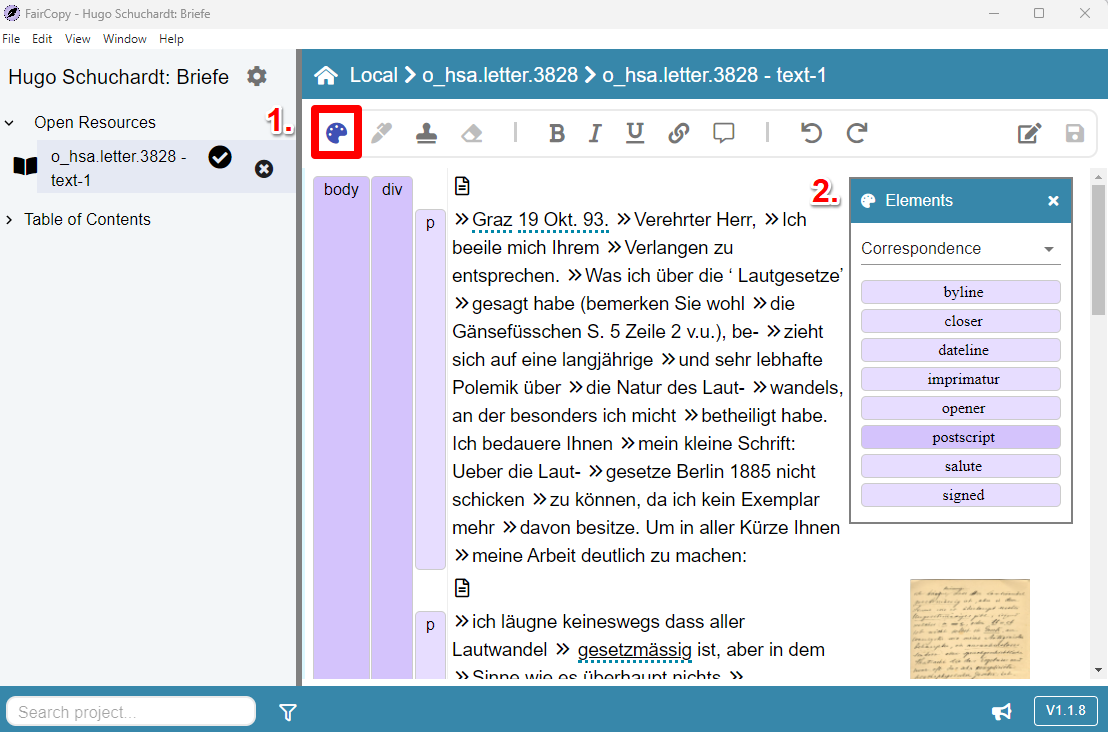 FairCopy - Hugo Schuchardt: Briefe
File Edit View Window Help
Hugo Schuchardt: Briefe
Open Resources
o_hsa.letter.3828 -
text-1
Table of Contents
1.
Local o_hsa.letter.3828 o_hsa.letter.3828 - text-1
B I U
body div
p
»Graz 19 Okt. 93. »Verehrter Herr, »Ich
beeile mich Ihrem »Verlangen zu
entsprechen. »Was ich über die ‘ Lautgesetze’
»gesagt habe (bemerken Sie wohl »die
Gänsefüsschen S. 5 Zeile 2 v.u.), be- »zieht
sich auf eine langjährige »und sehr lebhafte
Polemik über »die Natur des Laut- »wandels,
an der besonders ich micht »betheiligt habe.
Ich bedauere Ihnen »mein kleine Schrift:
Ueber die Laut- »gesetze Berlin 1885 nicht
schicken »zu können, da ich kein Exemplar
mehr »davon besitze. Um in aller Kürze Ihnen
»meine Arbeit deutlich zu machen:
p
»ich läugne keineswegs dass aller
Lautwandel » gesetzmässig ist, aber in dem
»Sinne wie es überhaupt nichts »
2.
Elements
Correspondence
byline
closer
dateline
imprimatur
opener
postscript
salute
signed
Search project...
V1.1.8